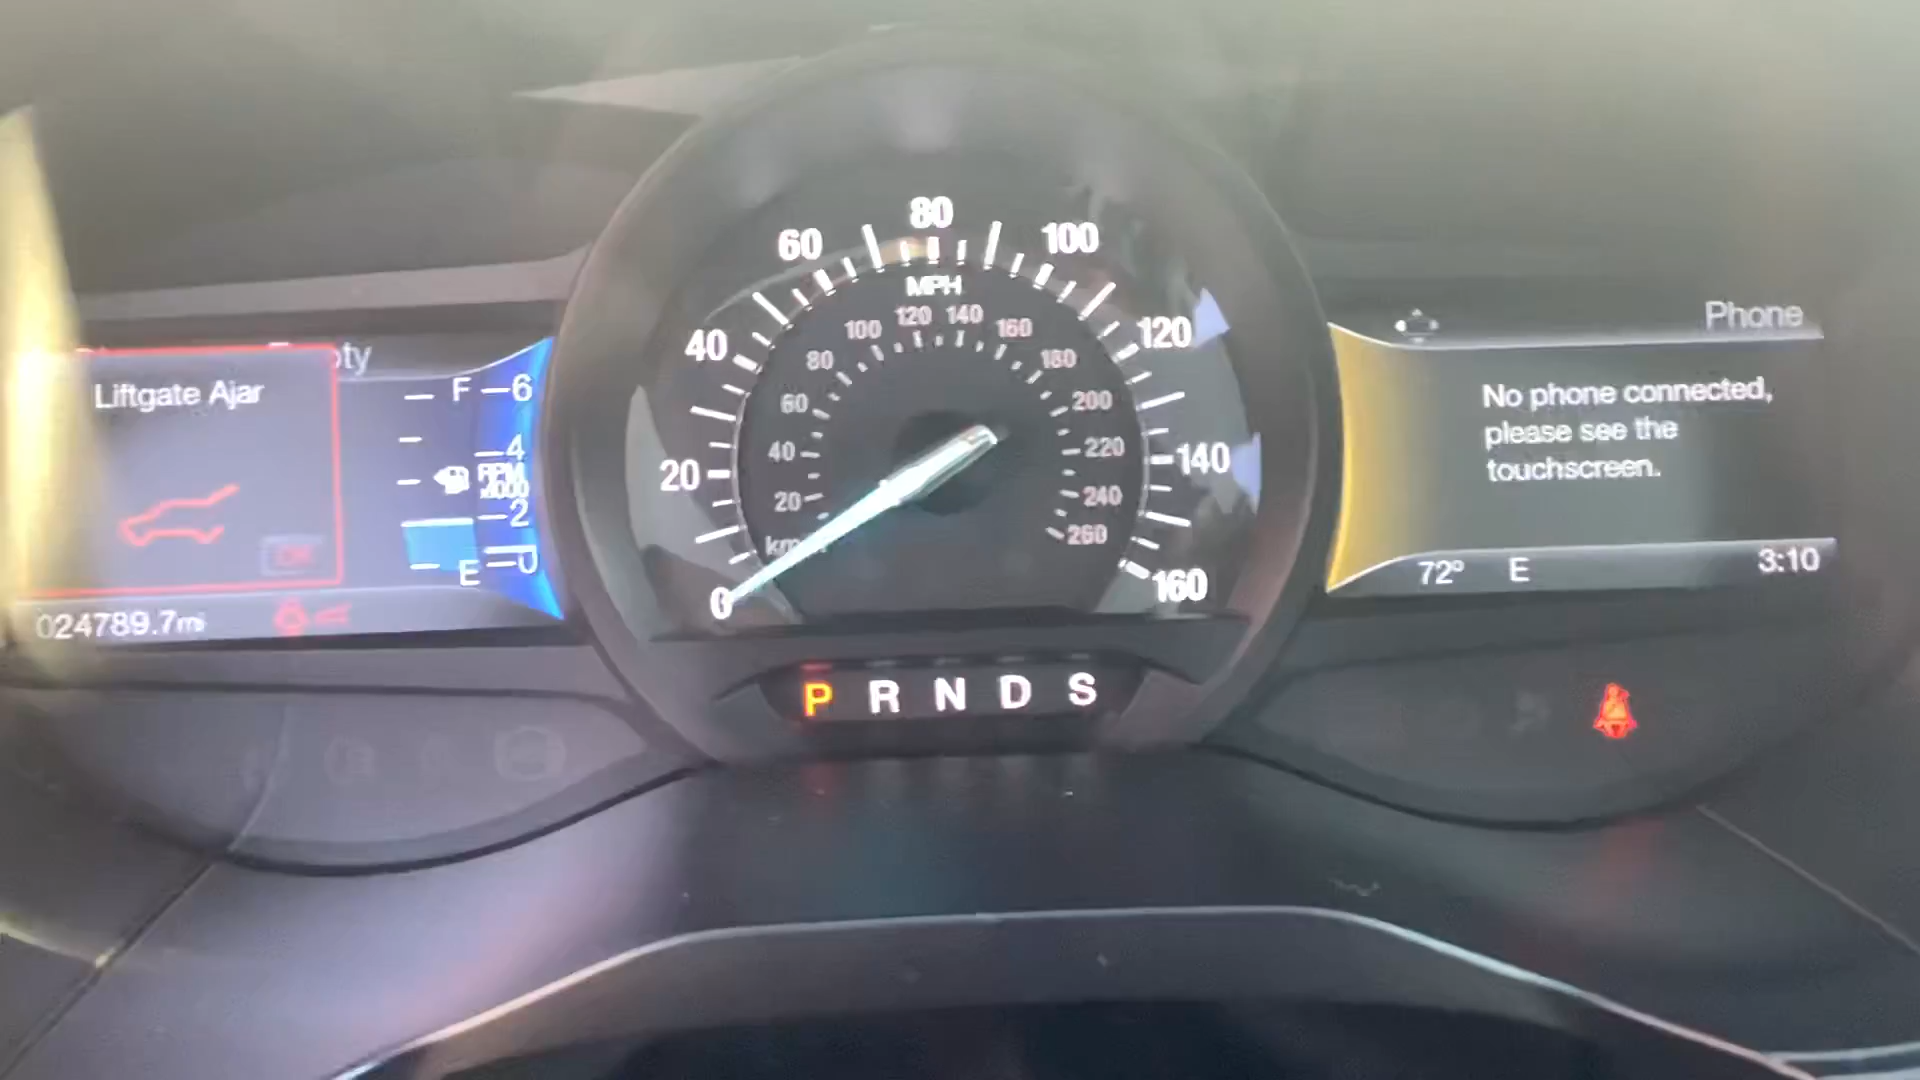 Liftgate Ajar
F 6
4
RPM
x1000
2
E 0
024789.7mi
0
20
40
60
80
100
120
140
160
MPH
20
40
60
80
100
120
140
160
180
200
220
240
260
P R N D S
Phone
No phone connected,
please see the
touchscreen.
72° E 3:10